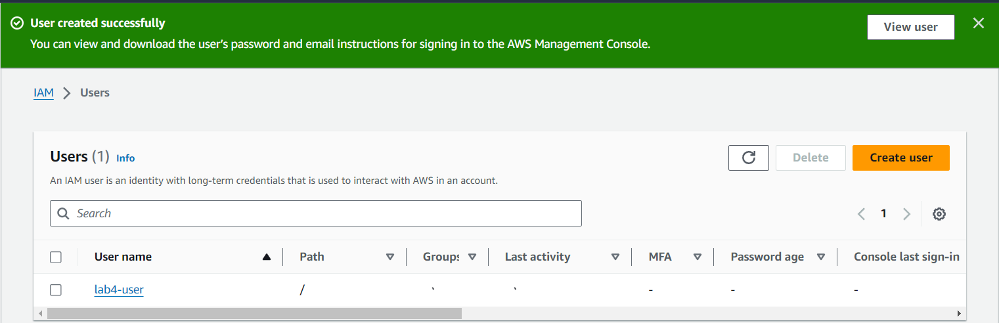 User created successfully
View user
You can view and download the user's password and email instructions for signing in to the AWS Management Console.
IAM Users
Users (1) Info
Delete
Create user
An IAM user is an identity with long-term credentials that is used to interact with AWS in an account.
Search
1
User name Path Groups Last activity MFA Password age Console last sign-in
lab4-user / - - -